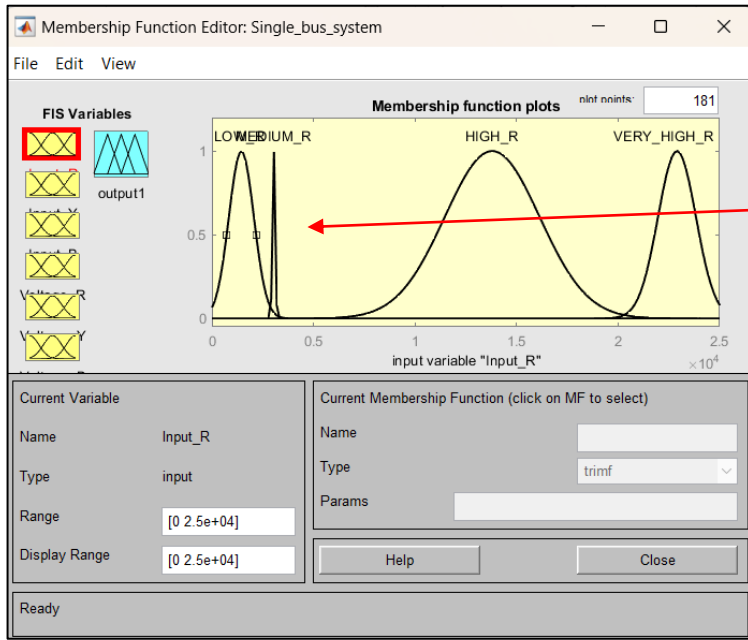 Membership Function Editor: Single_bus_system
File Edit View
FIS Variables
Membership function plots
plot points:
181
output1
LOW_R
MEDIUM_R
HIGH_R
VERY_HIGH_R
1
0.5
0
0 0.5 1 1.5 2 2.5
input variable "Input_R"
×10⁴
Current Variable
Name Input_R
Type input
Range [0 2.5e+04]
Display Range [0 2.5e+04]
Current Membership Function (click on MF to select)
Name
Type trimf
Params
Help Close
Ready